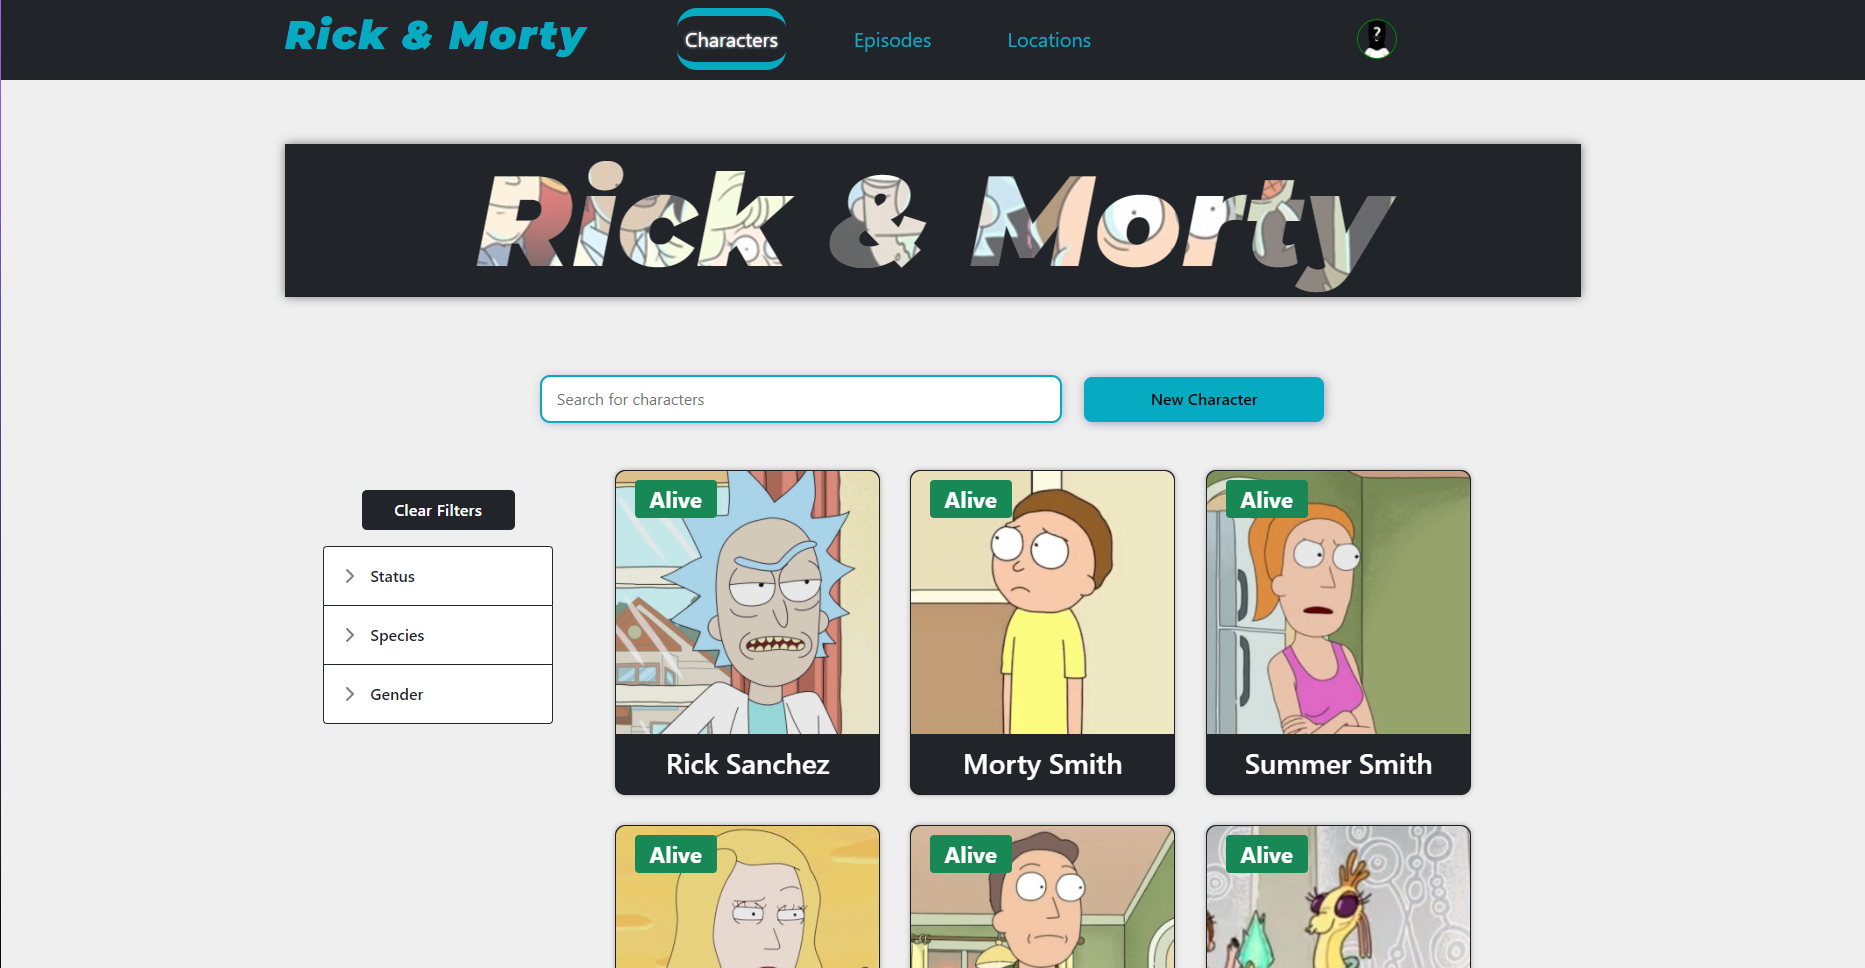 Rick & Morty
Characters
Episodes
Locations
?
Rick & Morty
Search for characters
New Character
Clear Filters
Status
Species
Gender
Alive
Alive
Alive
Rick Sanchez
Morty Smith
Summer Smith
Alive
Alive
Alive